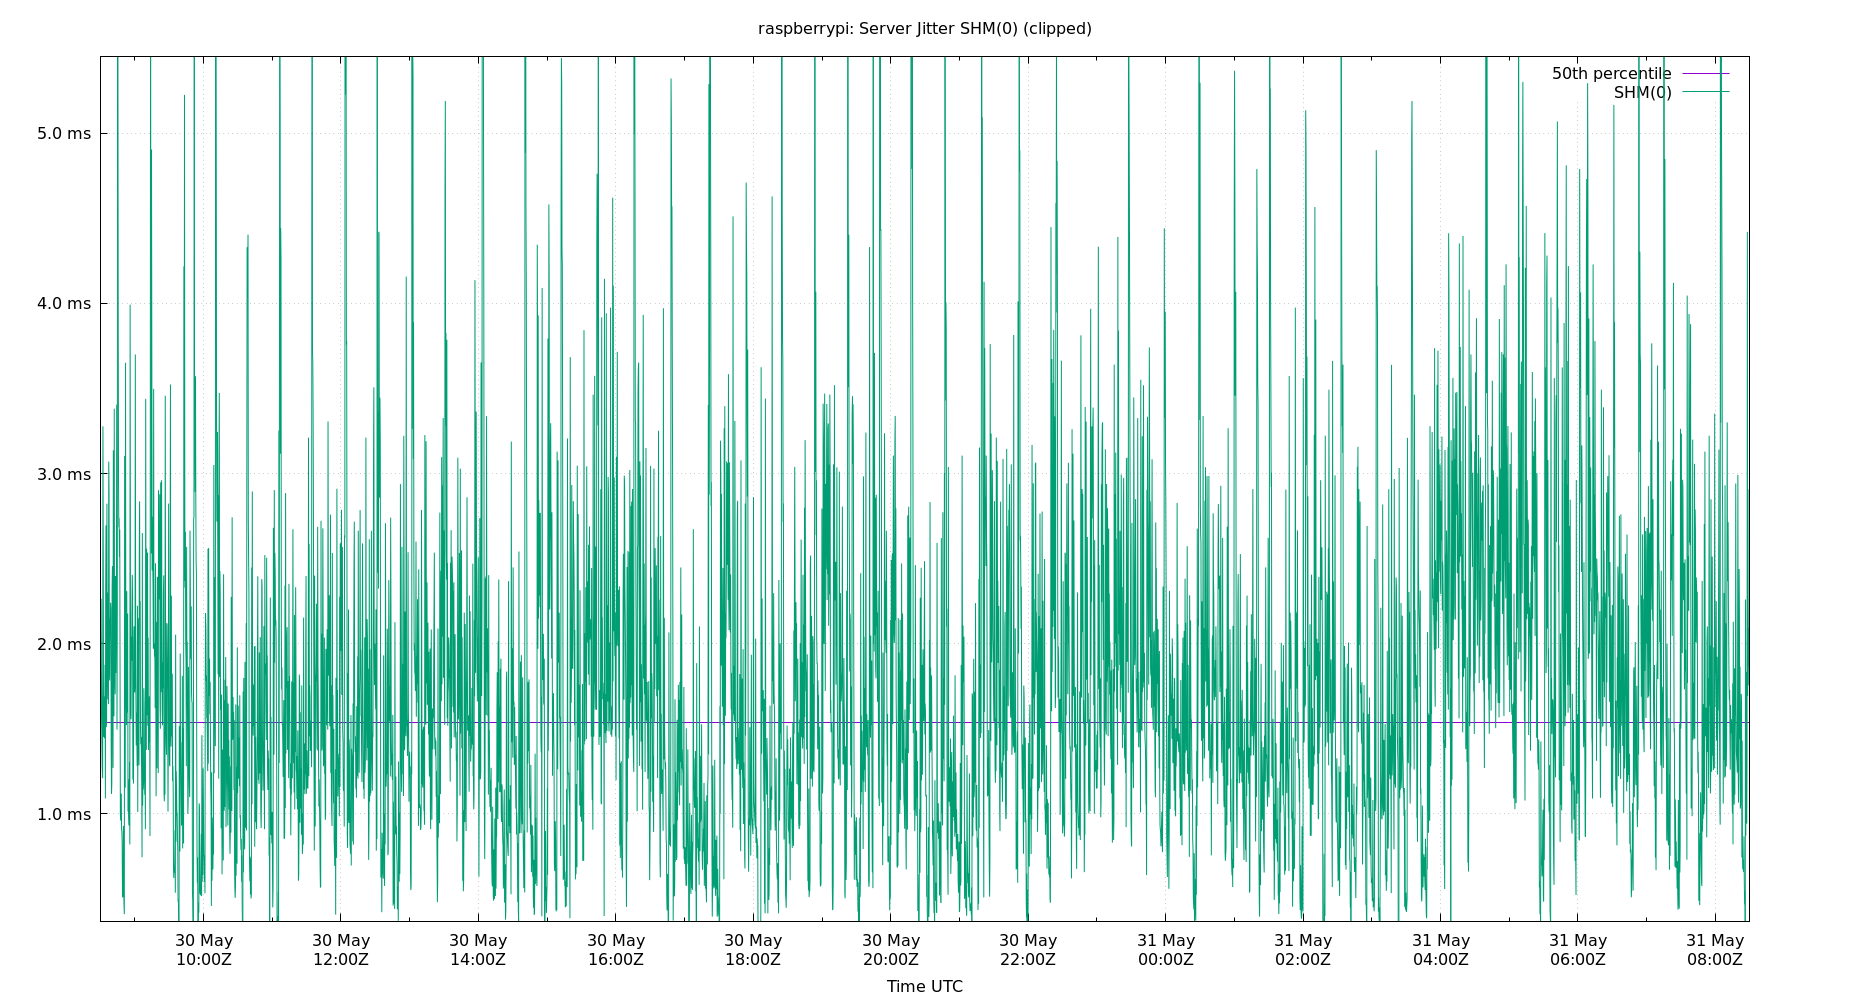 raspberrypi: Server Jitter SHM(0) (clipped)
50th percentile
SHM(0)
5.0 ms
4.0 ms
3.0 ms
2.0 ms
1.0 ms
30 May 30 May 30 May 30 May 30 May 30 May 30 May 31 May 31 May 31 May 31 May 31 May
10:00Z 12:00Z 14:00Z 16:00Z 18:00Z 20:00Z 22:00Z 00:00Z 02:00Z 04:00Z 06:00Z 08:00Z
Time UTC